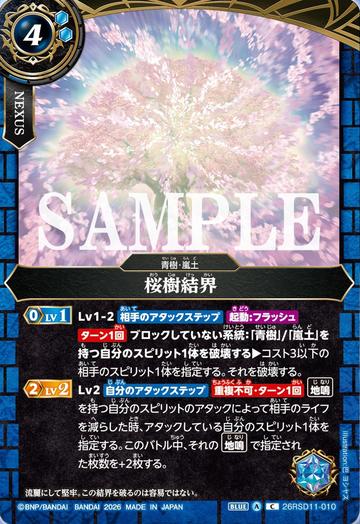 4
NEXUS
SAMPLE
青樹・嵐土
桜樹結界
0 LV1 Lv1-2 相手のアタックステップ 起動:フラッシュ
ターン1回 ブロックしていない系統:「青樹」/「嵐土」を
持つ自分のスピリット1体を破壊する▶コスト3以下の
相手のスピリット1体を指定する。それを破壊する。
2 LV2 Lv2 自分のアタックステップ 重複不可・ターン1回 地鳴
を持つ自分のスピリットのアタックによって相手のライフ
を減らした時、アタックしている自分のスピリット1体を指
定する。このバトル中、それの 地鳴 で指定され
た枚数を+2枚する。
流麗にして堅牢。この結界を破るのは容易ではない。
©BNP/BANDAI BANDAI 2026 MADE IN JAPAN
BLUE A C 26RSD11-010